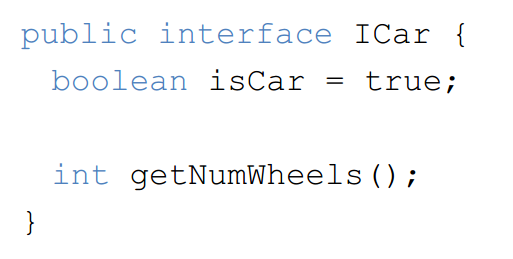 public interface ICar {
boolean isCar = true;
int getNumWheels();
}